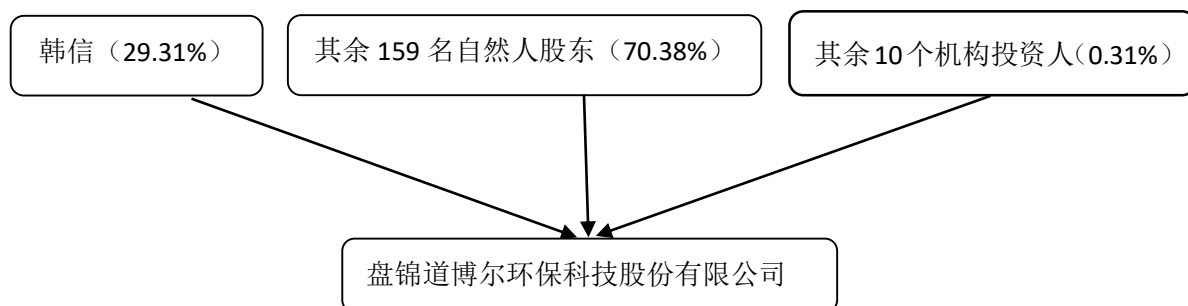 韩信（29.31%）
其余 159 名自然人股东（70.38%）
其余 10 个机构投资人（0.31%）
盘锦道博尔环保科技股份有限公司